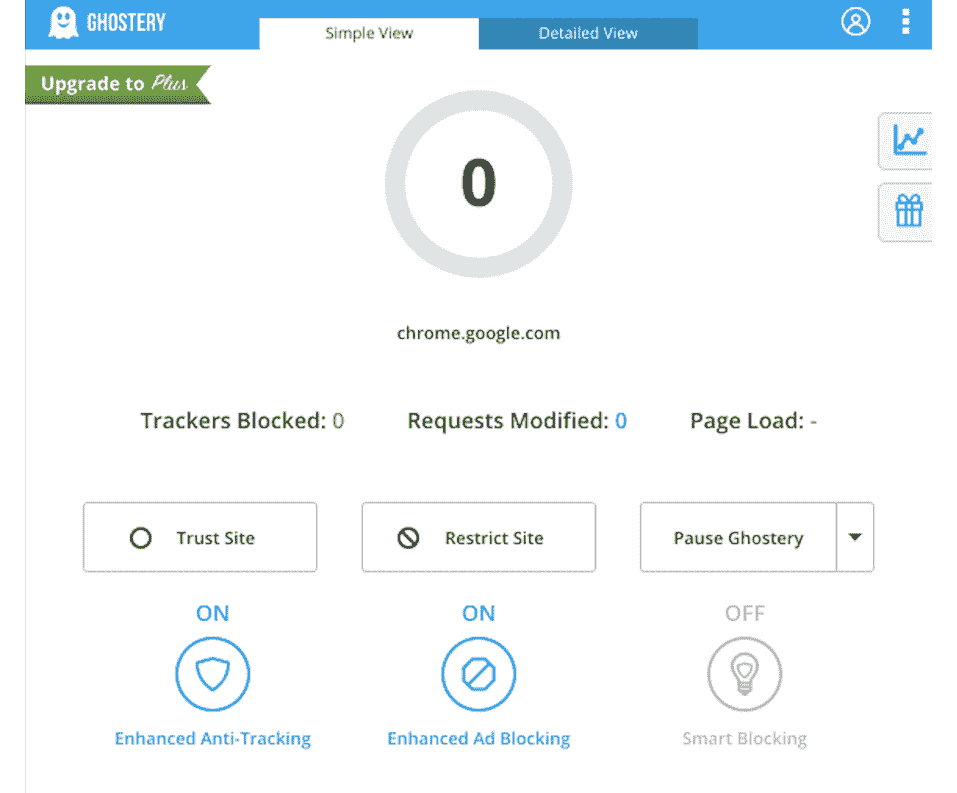 GHOSTERY
Simple View
Detailed View
Upgrade to Plus
0
chrome.google.com
Trackers Blocked: 0
Requests Modified: 0
Page Load: -
Trust Site
Restrict Site
Pause Ghostery
ON
ON
OFF
Enhanced Anti-Tracking
Enhanced Ad Blocking
Smart Blocking